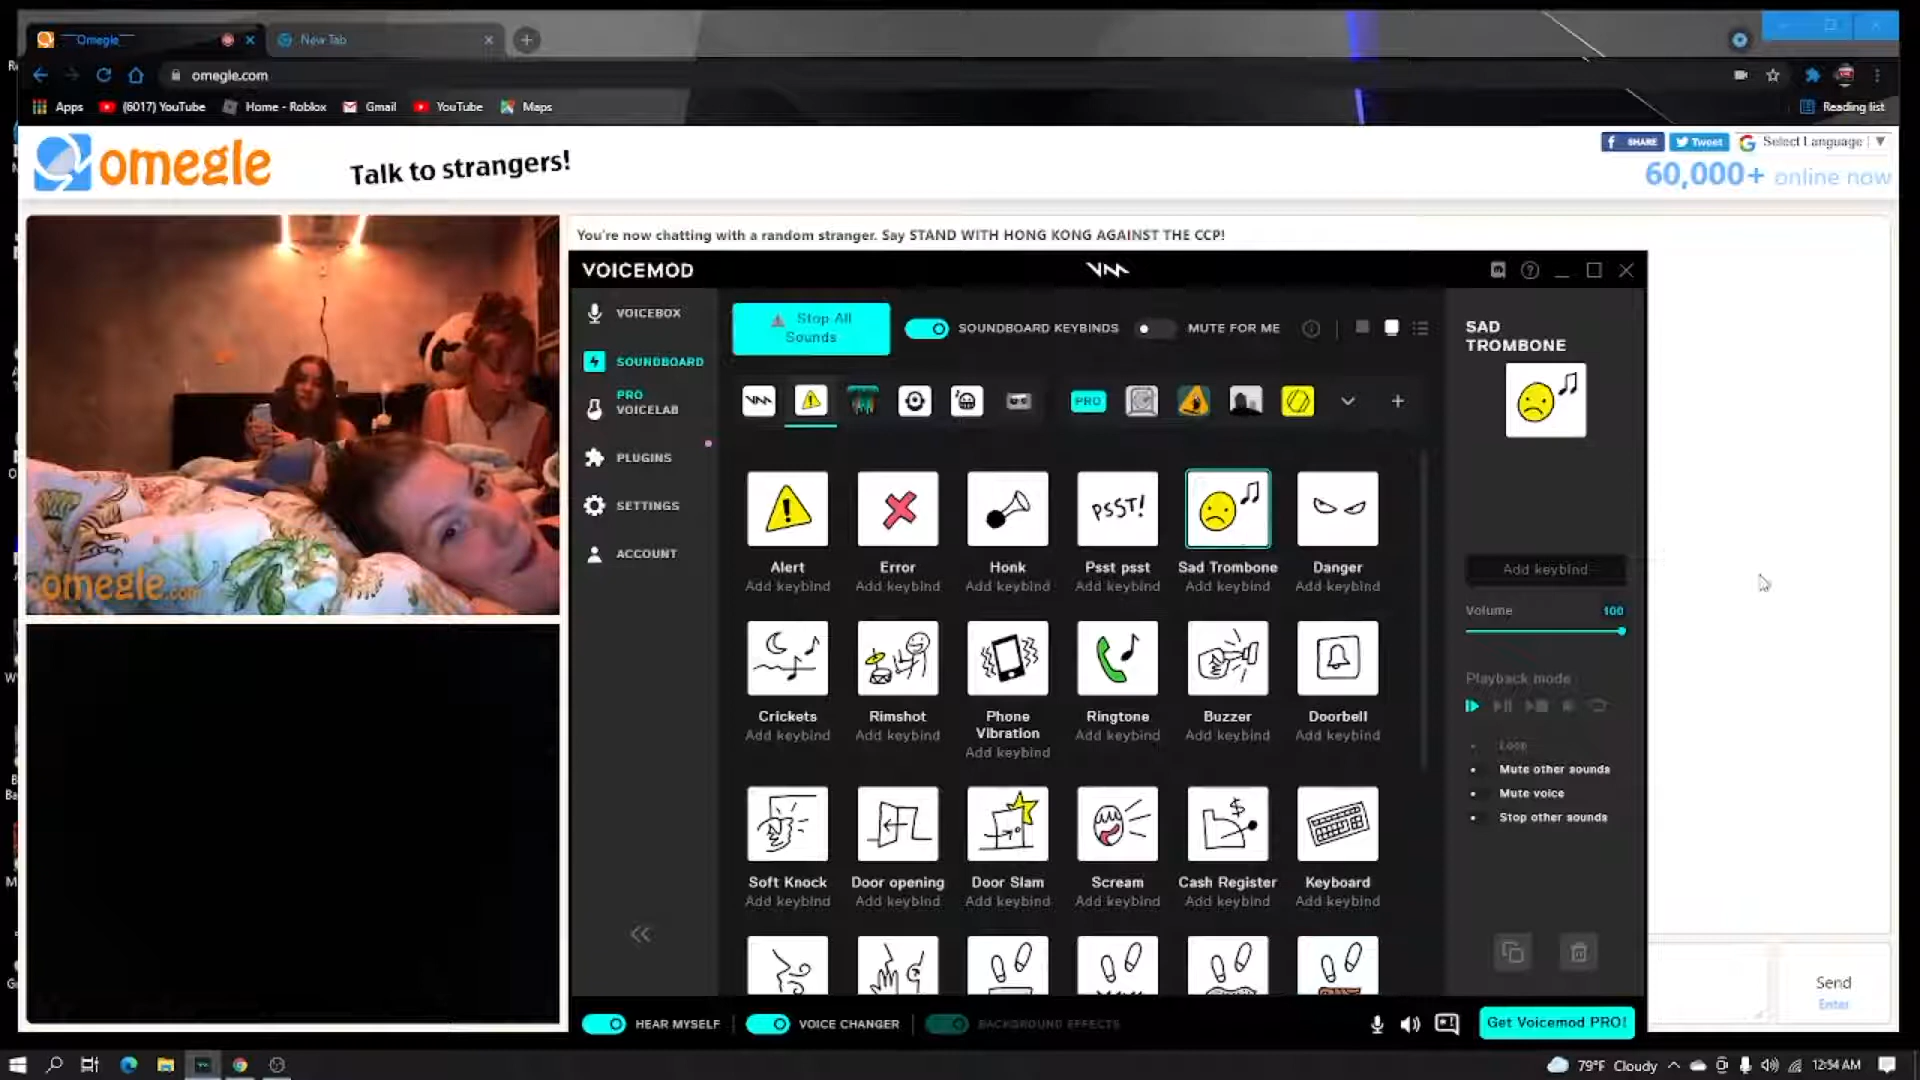 Omegle
New Tab
omegle.com
Apps
(6017) YouTube
Home - Roblox
Gmail
YouTube
Maps
Reading list
omegle
Talk to strangers!
SHARE
Tweet
Select Language
60,000+ online now
You're now chatting with a random stranger. Say STAND WITH HONG KONG AGAINST THE CCP!
omegle.com
VOICEMOD
VOICEBOX
SOUNDBOARD
PRO
VOICELAB
PLUGINS
SETTINGS
ACCOUNT
Stop All
Sounds
SOUNDBOARD KEYBINDS
MUTE FOR ME
PRO
PSST!
Alert
Add keybind
Error
Add keybind
Honk
Add keybind
Psst psst
Add keybind
Sad Trombone
Add keybind
Danger
Add keybind
Crickets
Add keybind
Rimshot
Add keybind
Phone
Vibration
Add keybind
Ringtone
Add keybind
Buzzer
Add keybind
Doorbell
Add keybind
Soft Knock
Add keybind
Door opening
Add keybind
Door Slam
Add keybind
Scream
Add keybind
Cash Register
Add keybind
Keyboard
Add keybind
SAD
TROMBONE
Add keybind
Volume 100
Playback mode
Loop
Mute other sounds
Mute voice
Stop other sounds
HEAR MYSELF
VOICE CHANGER
BACKGROUND EFFECTS
Get Voicemod PRO!
Send
Enter
79°F Cloudy
12:54 AM